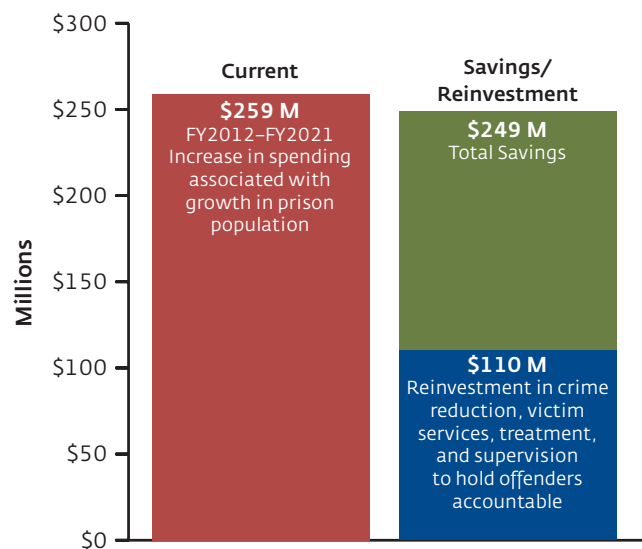 $300
$250
$200
$150
$100
$50
$0
Millions
Current
$259 M
FY2012–FY2021
Increase in spending
associated with
growth in prison
population
Savings/
Reinvestment
$249 M
Total Savings
$110 M
Reinvestment in crime
reduction, victim
services, treatment,
and supervision
to hold offenders
accountable